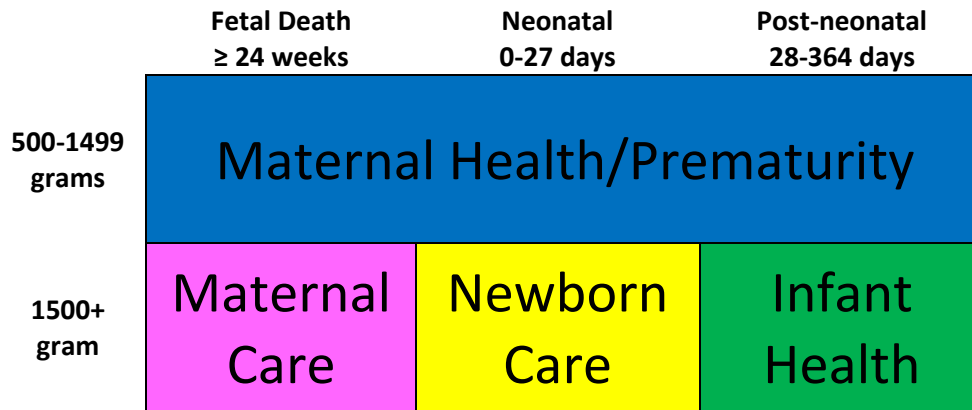 Fetal Death
≥ 24 weeks
Neonatal
0-27 days
Post-neonatal
28-364 days
500-1499
grams
Maternal Health/Prematurity
1500+
gram
Maternal
Care
Newborn
Care
Infant
Health